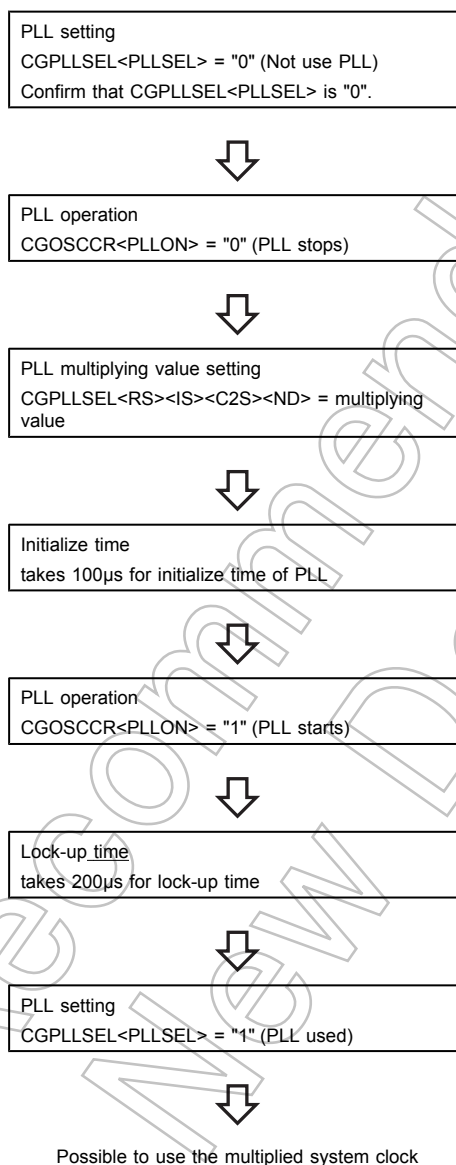 PLL setting
CGPLLSEL<PLLSEL> = "0" (Not use PLL)
Confirm that CGPLLSEL<PLLSEL> is "0".
PLL operation
CGOSCCR<PLLON> = "0" (PLL stops)
PLL multiplying value setting
CGPLLSEL<RS><IS><C2S><ND> = multiplying
value
Initialize time
takes 100μs for initialize time of PLL
PLL operation
CGOSCCR<PLLON> = "1" (PLL starts)
Lock-up time
takes 200μs for lock-up time
PLL setting
CGPLLSEL<PLLSEL> = "1" (PLL used)
Possible to use the multiplied system clock